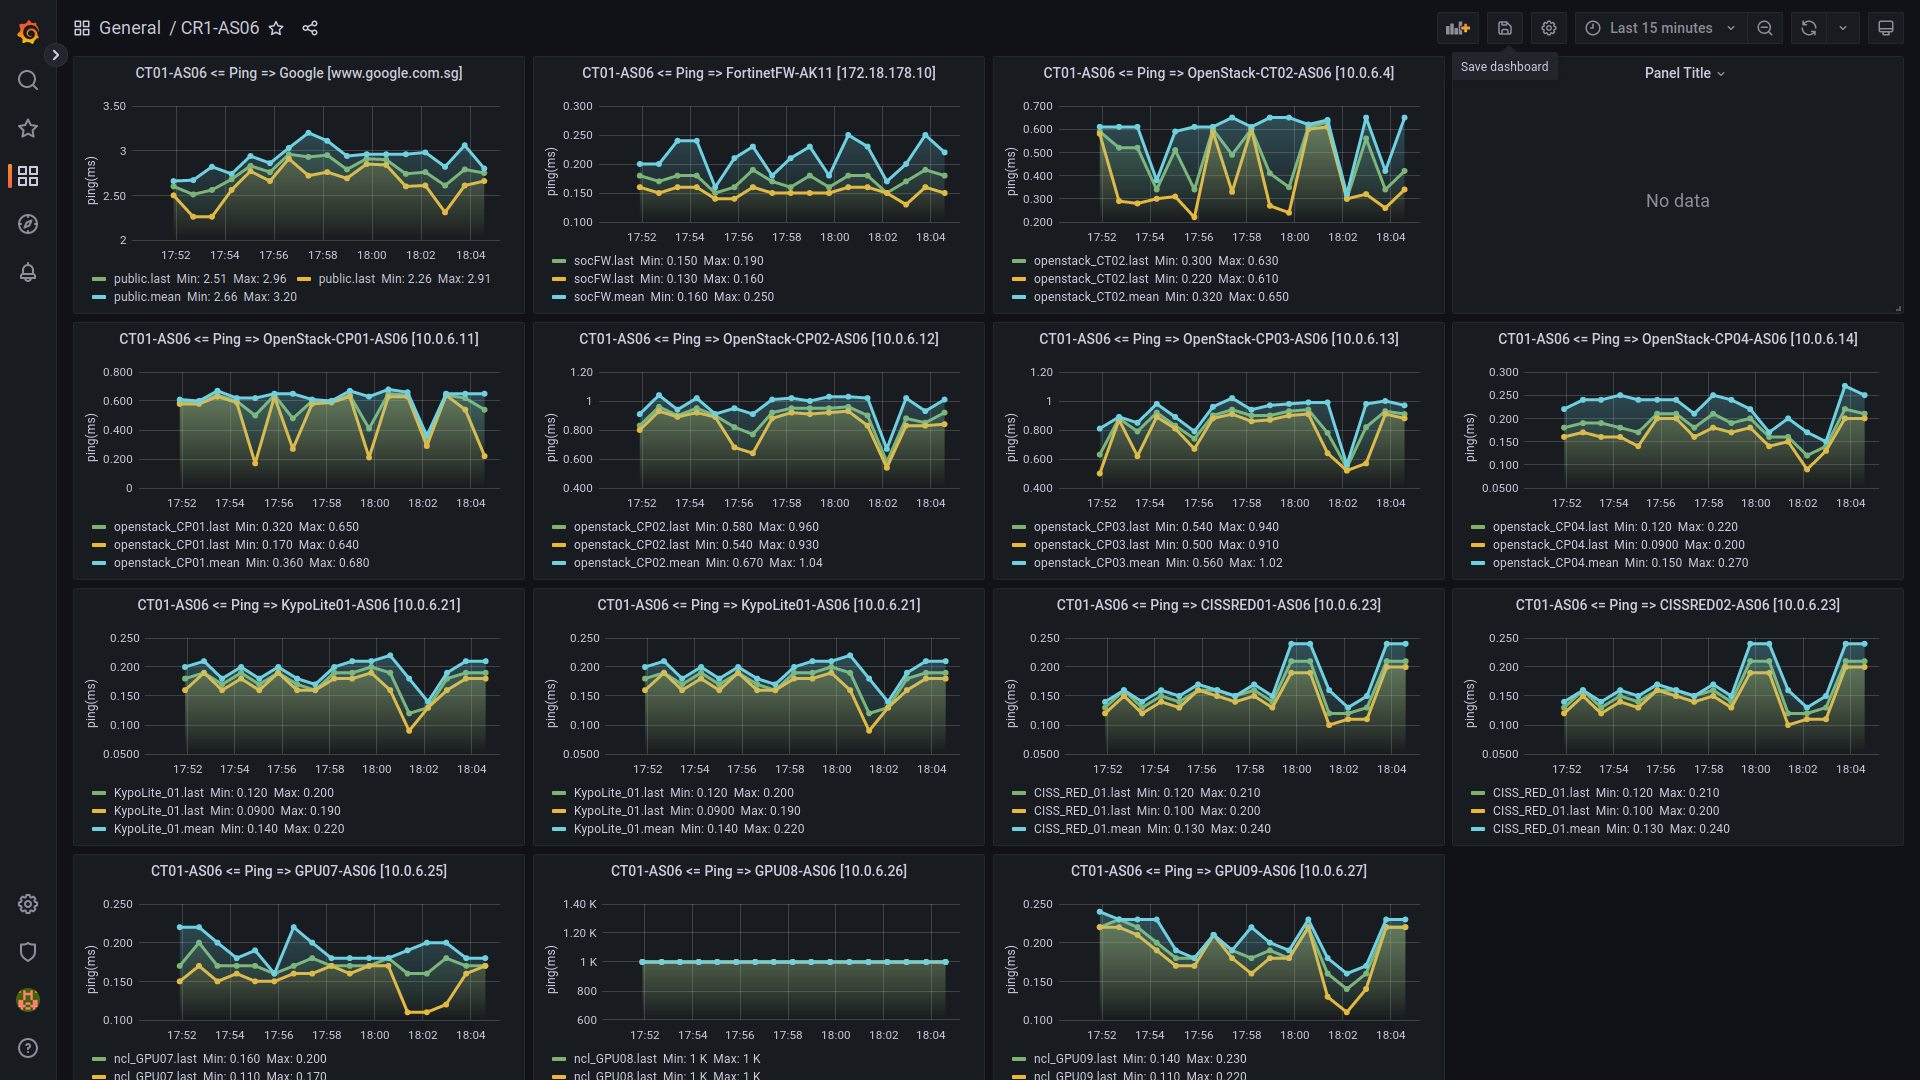 General / CR1-AS06
Last 15 minutes
Save dashboard
CT01-AS06 <= Ping => Google [www.google.com.sg]
ping(ms)
3.50
3
2.50
2
17:52 17:54 17:56 17:58 18:00 18:02 18:04
public.last Min: 2.51 Max: 2.96 public.last Min: 2.26 Max: 2.91
public.mean Min: 2.66 Max: 3.20
CT01-AS06 <= Ping => FortinetFW-AK11 [172.18.178.10]
ping(ms)
0.300
0.250
0.200
0.150
0.100
17:52 17:54 17:56 17:58 18:00 18:02 18:04
socFW.last Min: 0.150 Max: 0.190
socFW.last Min: 0.130 Max: 0.160
socFW.mean Min: 0.160 Max: 0.250
CT01-AS06 <= Ping => OpenStack-CT02-AS06 [10.0.6.4]
ping(ms)
0.700
0.600
0.500
0.400
0.300
0.200
17:52 17:54 17:56 17:58 18:00 18:02 18:04
openstack_CT02.last Min: 0.300 Max: 0.630
openstack_CT02.last Min: 0.220 Max: 0.610
openstack_CT02.mean Min: 0.320 Max: 0.650
Panel Title
No data
CT01-AS06 <= Ping => OpenStack-CP01-AS06 [10.0.6.11]
ping(ms)
0.800
0.600
0.400
0.200
0
17:52 17:54 17:56 17:58 18:00 18:02 18:04
openstack_CP01.last Min: 0.320 Max: 0.650
openstack_CP01.last Min: 0.170 Max: 0.640
openstack_CP01.mean Min: 0.360 Max: 0.680
CT01-AS06 <= Ping => OpenStack-CP02-AS06 [10.0.6.12]
ping(ms)
1.20
1
0.800
0.600
0.400
17:52 17:54 17:56 17:58 18:00 18:02 18:04
openstack_CP02.last Min: 0.580 Max: 0.960
openstack_CP02.last Min: 0.540 Max: 0.930
openstack_CP02.mean Min: 0.670 Max: 1.04
CT01-AS06 <= Ping => OpenStack-CP03-AS06 [10.0.6.13]
ping(ms)
1.20
1
0.800
0.600
0.400
17:52 17:54 17:56 17:58 18:00 18:02 18:04
openstack_CP03.last Min: 0.540 Max: 0.940
openstack_CP03.last Min: 0.500 Max: 0.910
openstack_CP03.mean Min: 0.560 Max: 1.02
CT01-AS06 <= Ping => OpenStack-CP04-AS06 [10.0.6.14]
ping(ms)
0.300
0.250
0.200
0.150
0.100
0.0500
17:52 17:54 17:56 17:58 18:00 18:02 18:04
openstack_CP04.last Min: 0.120 Max: 0.220
openstack_CP04.last Min: 0.0900 Max: 0.200
openstack_CP04.mean Min: 0.150 Max: 0.270
CT01-AS06 <= Ping => KypoLite01-AS06 [10.0.6.21]
ping(ms)
0.250
0.200
0.150
0.100
0.0500
17:52 17:54 17:56 17:58 18:00 18:02 18:04
KypoLite_01.last Min: 0.120 Max: 0.200
KypoLite_01.last Min: 0.0900 Max: 0.190
KypoLite_01.mean Min: 0.140 Max: 0.220
CT01-AS06 <= Ping => KypoLite01-AS06 [10.0.6.21]
ping(ms)
0.250
0.200
0.150
0.100
0.0500
17:52 17:54 17:56 17:58 18:00 18:02 18:04
KypoLite_01.last Min: 0.120 Max: 0.200
KypoLite_01.last Min: 0.0900 Max: 0.190
KypoLite_01.mean Min: 0.140 Max: 0.220
CT01-AS06 <= Ping => CISSRED01-AS06 [10.0.6.23]
ping(ms)
0.250
0.200
0.150
0.100
0.0500
17:52 17:54 17:56 17:58 18:00 18:02 18:04
CISS_RED_01.last Min: 0.120 Max: 0.210
CISS_RED_01.last Min: 0.100 Max: 0.200
CISS_RED_01.mean Min: 0.130 Max: 0.240
CT01-AS06 <= Ping => CISSRED02-AS06 [10.0.6.23]
ping(ms)
0.250
0.200
0.150
0.100
0.0500
17:52 17:54 17:56 17:58 18:00 18:02 18:04
CISS_RED_01.last Min: 0.120 Max: 0.210
CISS_RED_01.last Min: 0.100 Max: 0.200
CISS_RED_01.mean Min: 0.130 Max: 0.240
CT01-AS06 <= Ping => GPU07-AS06 [10.0.6.25]
ping(ms)
0.250
0.200
0.150
0.100
17:52 17:54 17:56 17:58 18:00 18:02 18:04
ncl_GPU07.last Min: 0.160 Max: 0.200
ncl_GPU07.last Min: 0.110 Max: 0.170
CT01-AS06 <= Ping => GPU08-AS06 [10.0.6.26]
ping(ms)
1.40 K
1.20 K
1 K
800
600
17:52 17:54 17:56 17:58 18:00 18:02 18:04
ncl_GPU08.last Min: 1 K Max: 1 K
ncl_GPU08.last Min: 1 K Max: 1 K
CT01-AS06 <= Ping => GPU09-AS06 [10.0.6.27]
ping(ms)
0.250
0.200
0.150
0.100
17:52 17:54 17:56 17:58 18:00 18:02 18:04
ncl_GPU09.last Min: 0.140 Max: 0.230
ncl_GPU09.last Min: 0.110 Max: 0.220